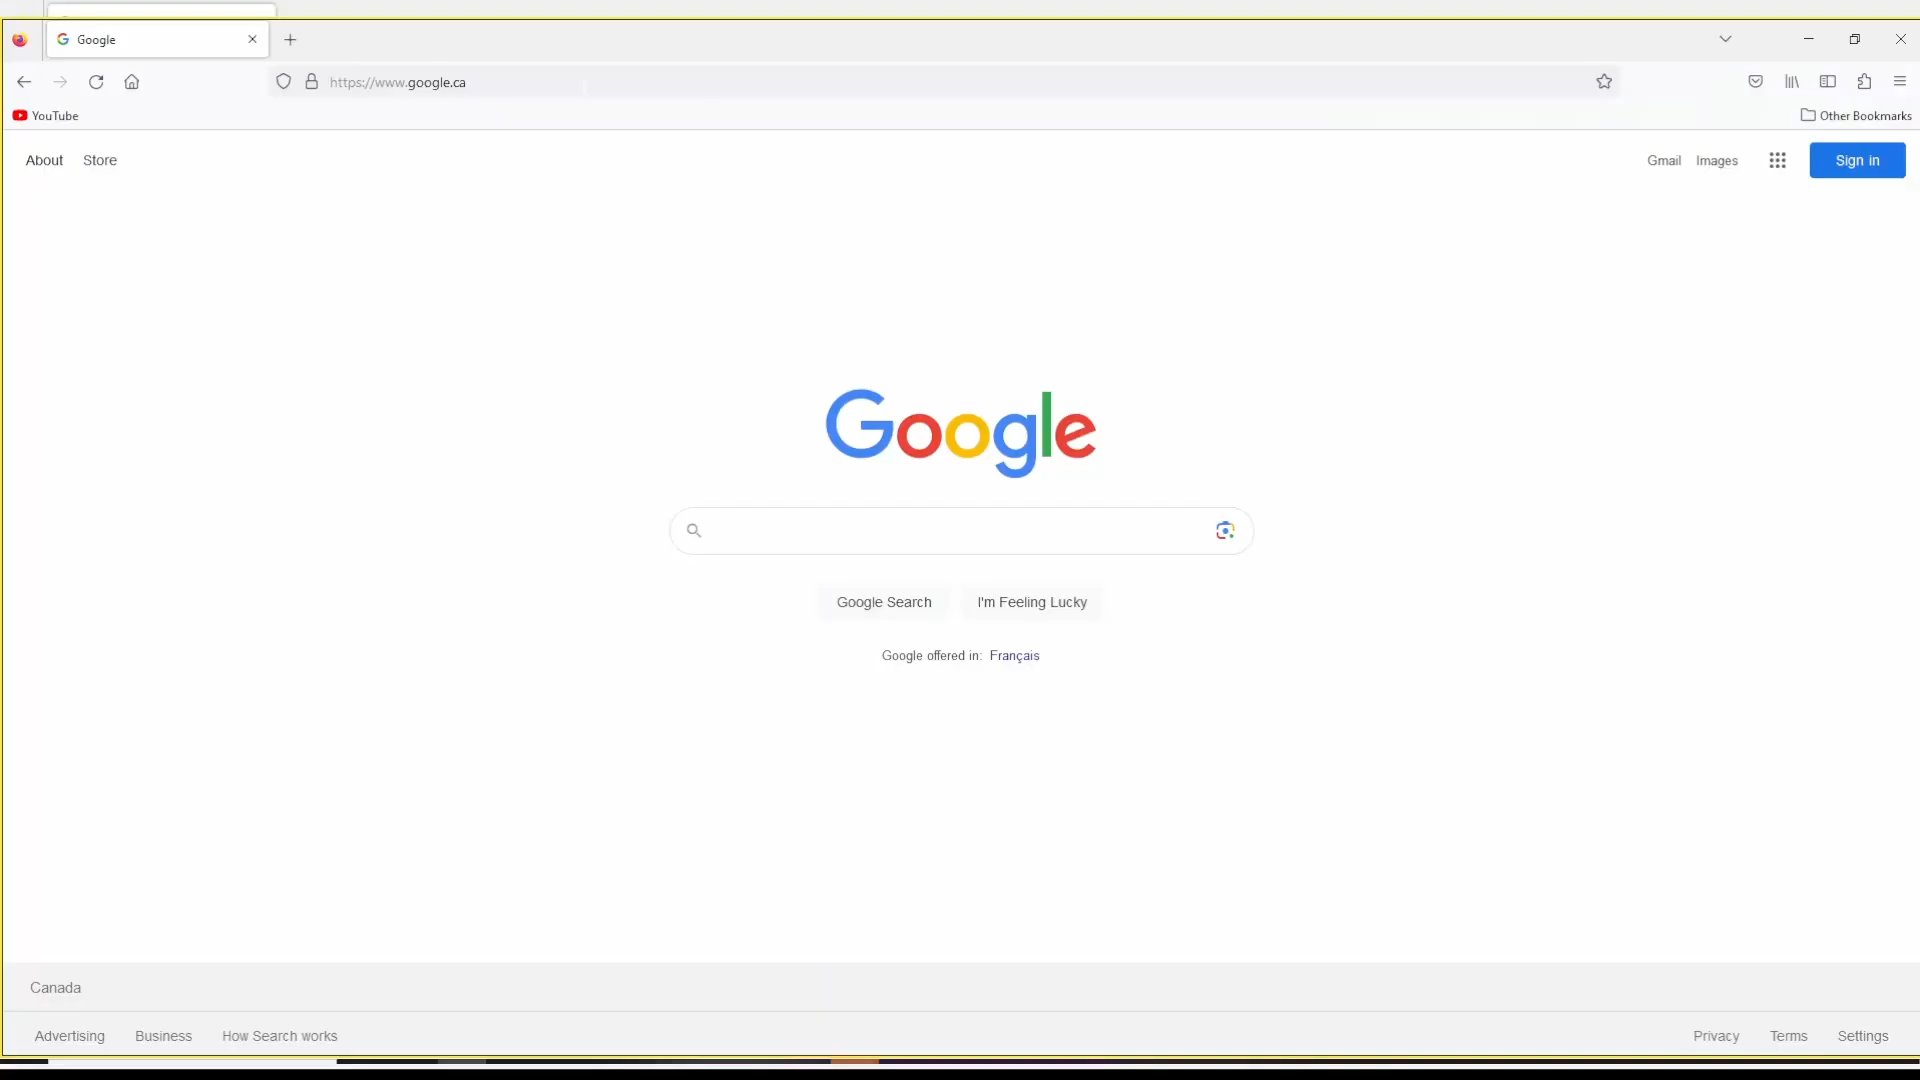 Google
https://www.google.ca
YouTube
Other Bookmarks
About Store
Gmail Images Sign in
Google
Google Search I'm Feeling Lucky
Google offered in: Français
Canada
Advertising Business How Search works
Privacy Terms Settings